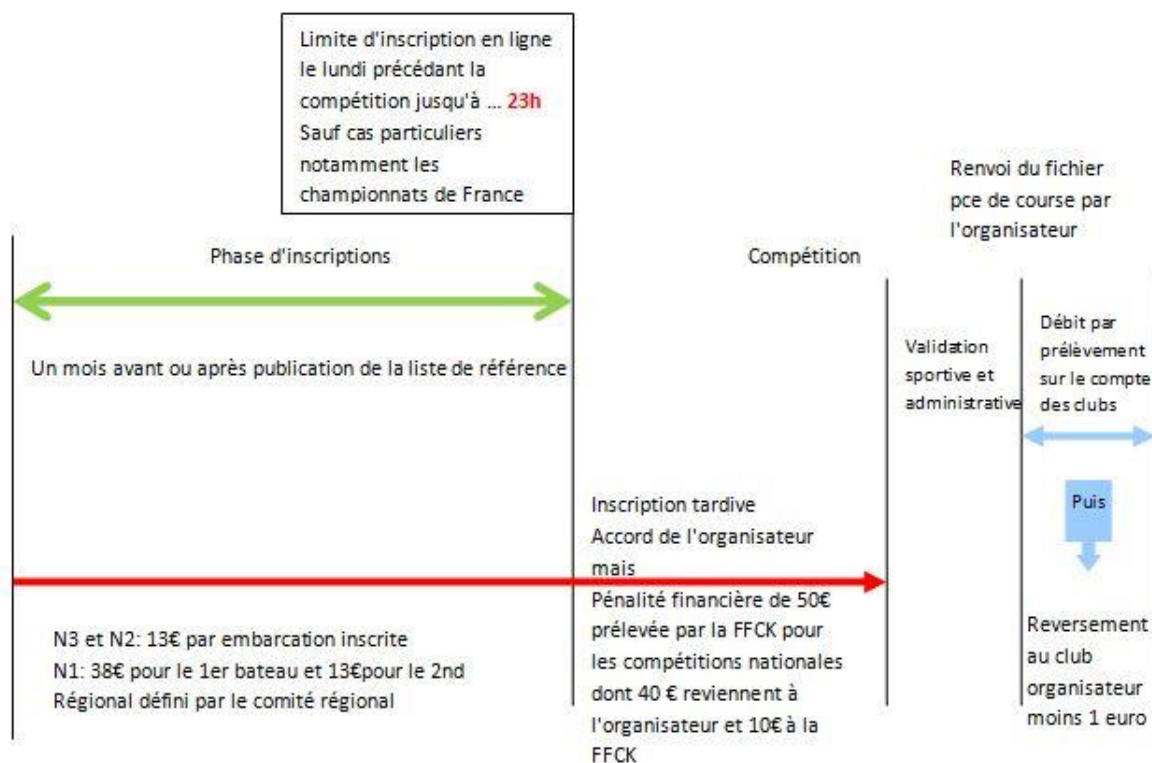 Limite d'inscription en ligne
le lundi précédant la
compétition jusqu'à ... 23h
Sauf cas particuliers
notamment les
championnats de France
Renvoi du fichier
pce de course par
l'organisateur
Phase d'inscriptions
Compétition
Un mois avant ou après publication de la liste de référence
Validation
sportive et
administrative
Débit par
prélèvement
sur le compte
des clubs
Puis
Inscription tardive
Accord de l'organisateur
mais
Pénalité financière de 50€
prélevée par la FFCK pour
les compétitions nationales
dont 40 € reviennent à
l'organisateur et 10€ à la
FFCK
N3 et N2: 13€ par embarcation inscrite
N1: 38€ pour le 1er bateau et 13€pour le 2nd
Régional défini par le comité régional
Reversement
au club
organisateur
moins 1 euro